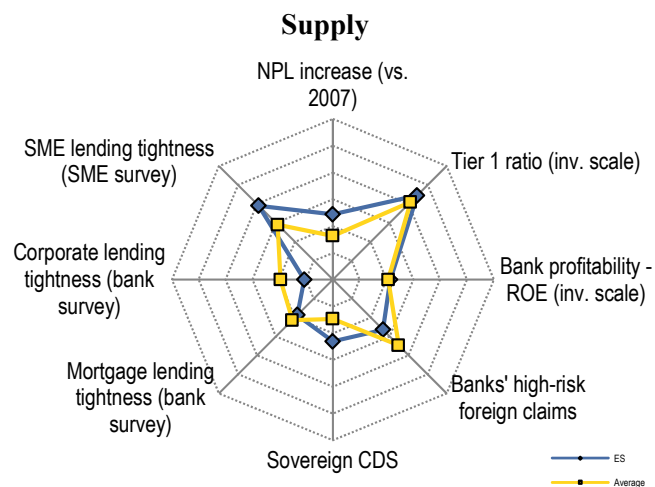 Supply
NPL increase (vs.
2007)
SME lending tightness
(SME survey)
Tier 1 ratio (inv. scale)
Corporate lending
tightness (bank
survey)
Bank profitability -
ROE (inv. scale)
Mortgage lending
tightness (bank
survey)
Banks' high-risk
foreign claims
Sovereign CDS
ES
Average